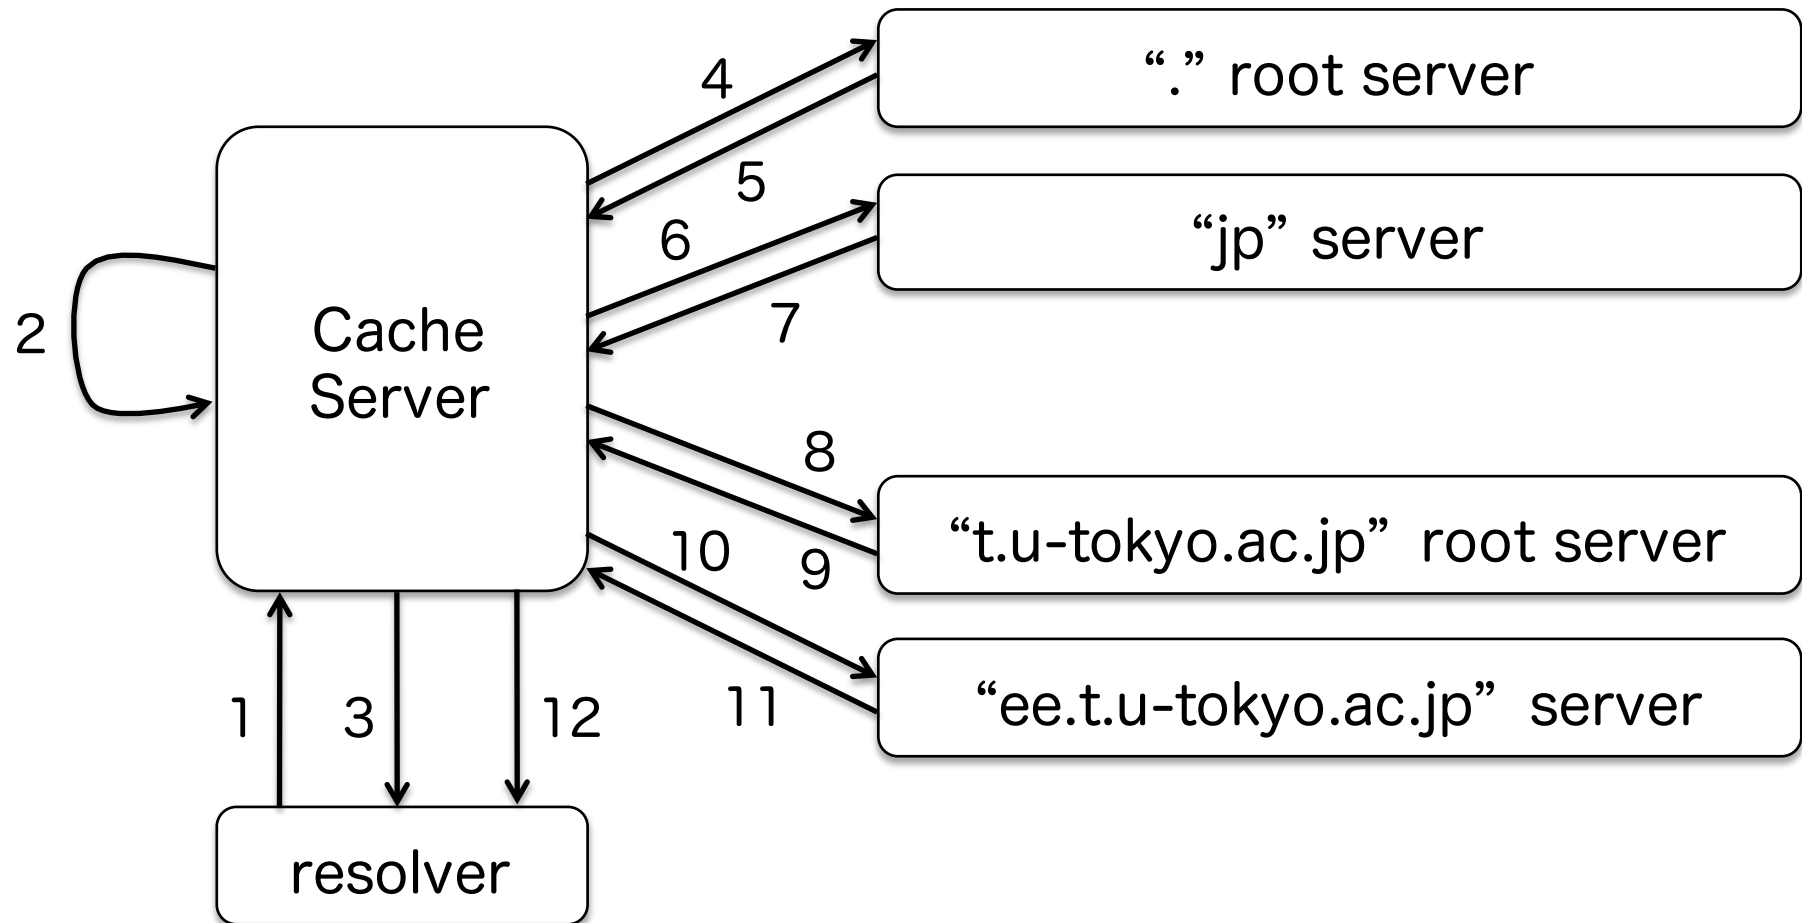 4
“.” root server
5
6
“jp” server
7
2
Cache
Server
8
“t.u-tokyo.ac.jp” root server
9
10
“ee.t.u-tokyo.ac.jp” server
11
1
3
12
resolver